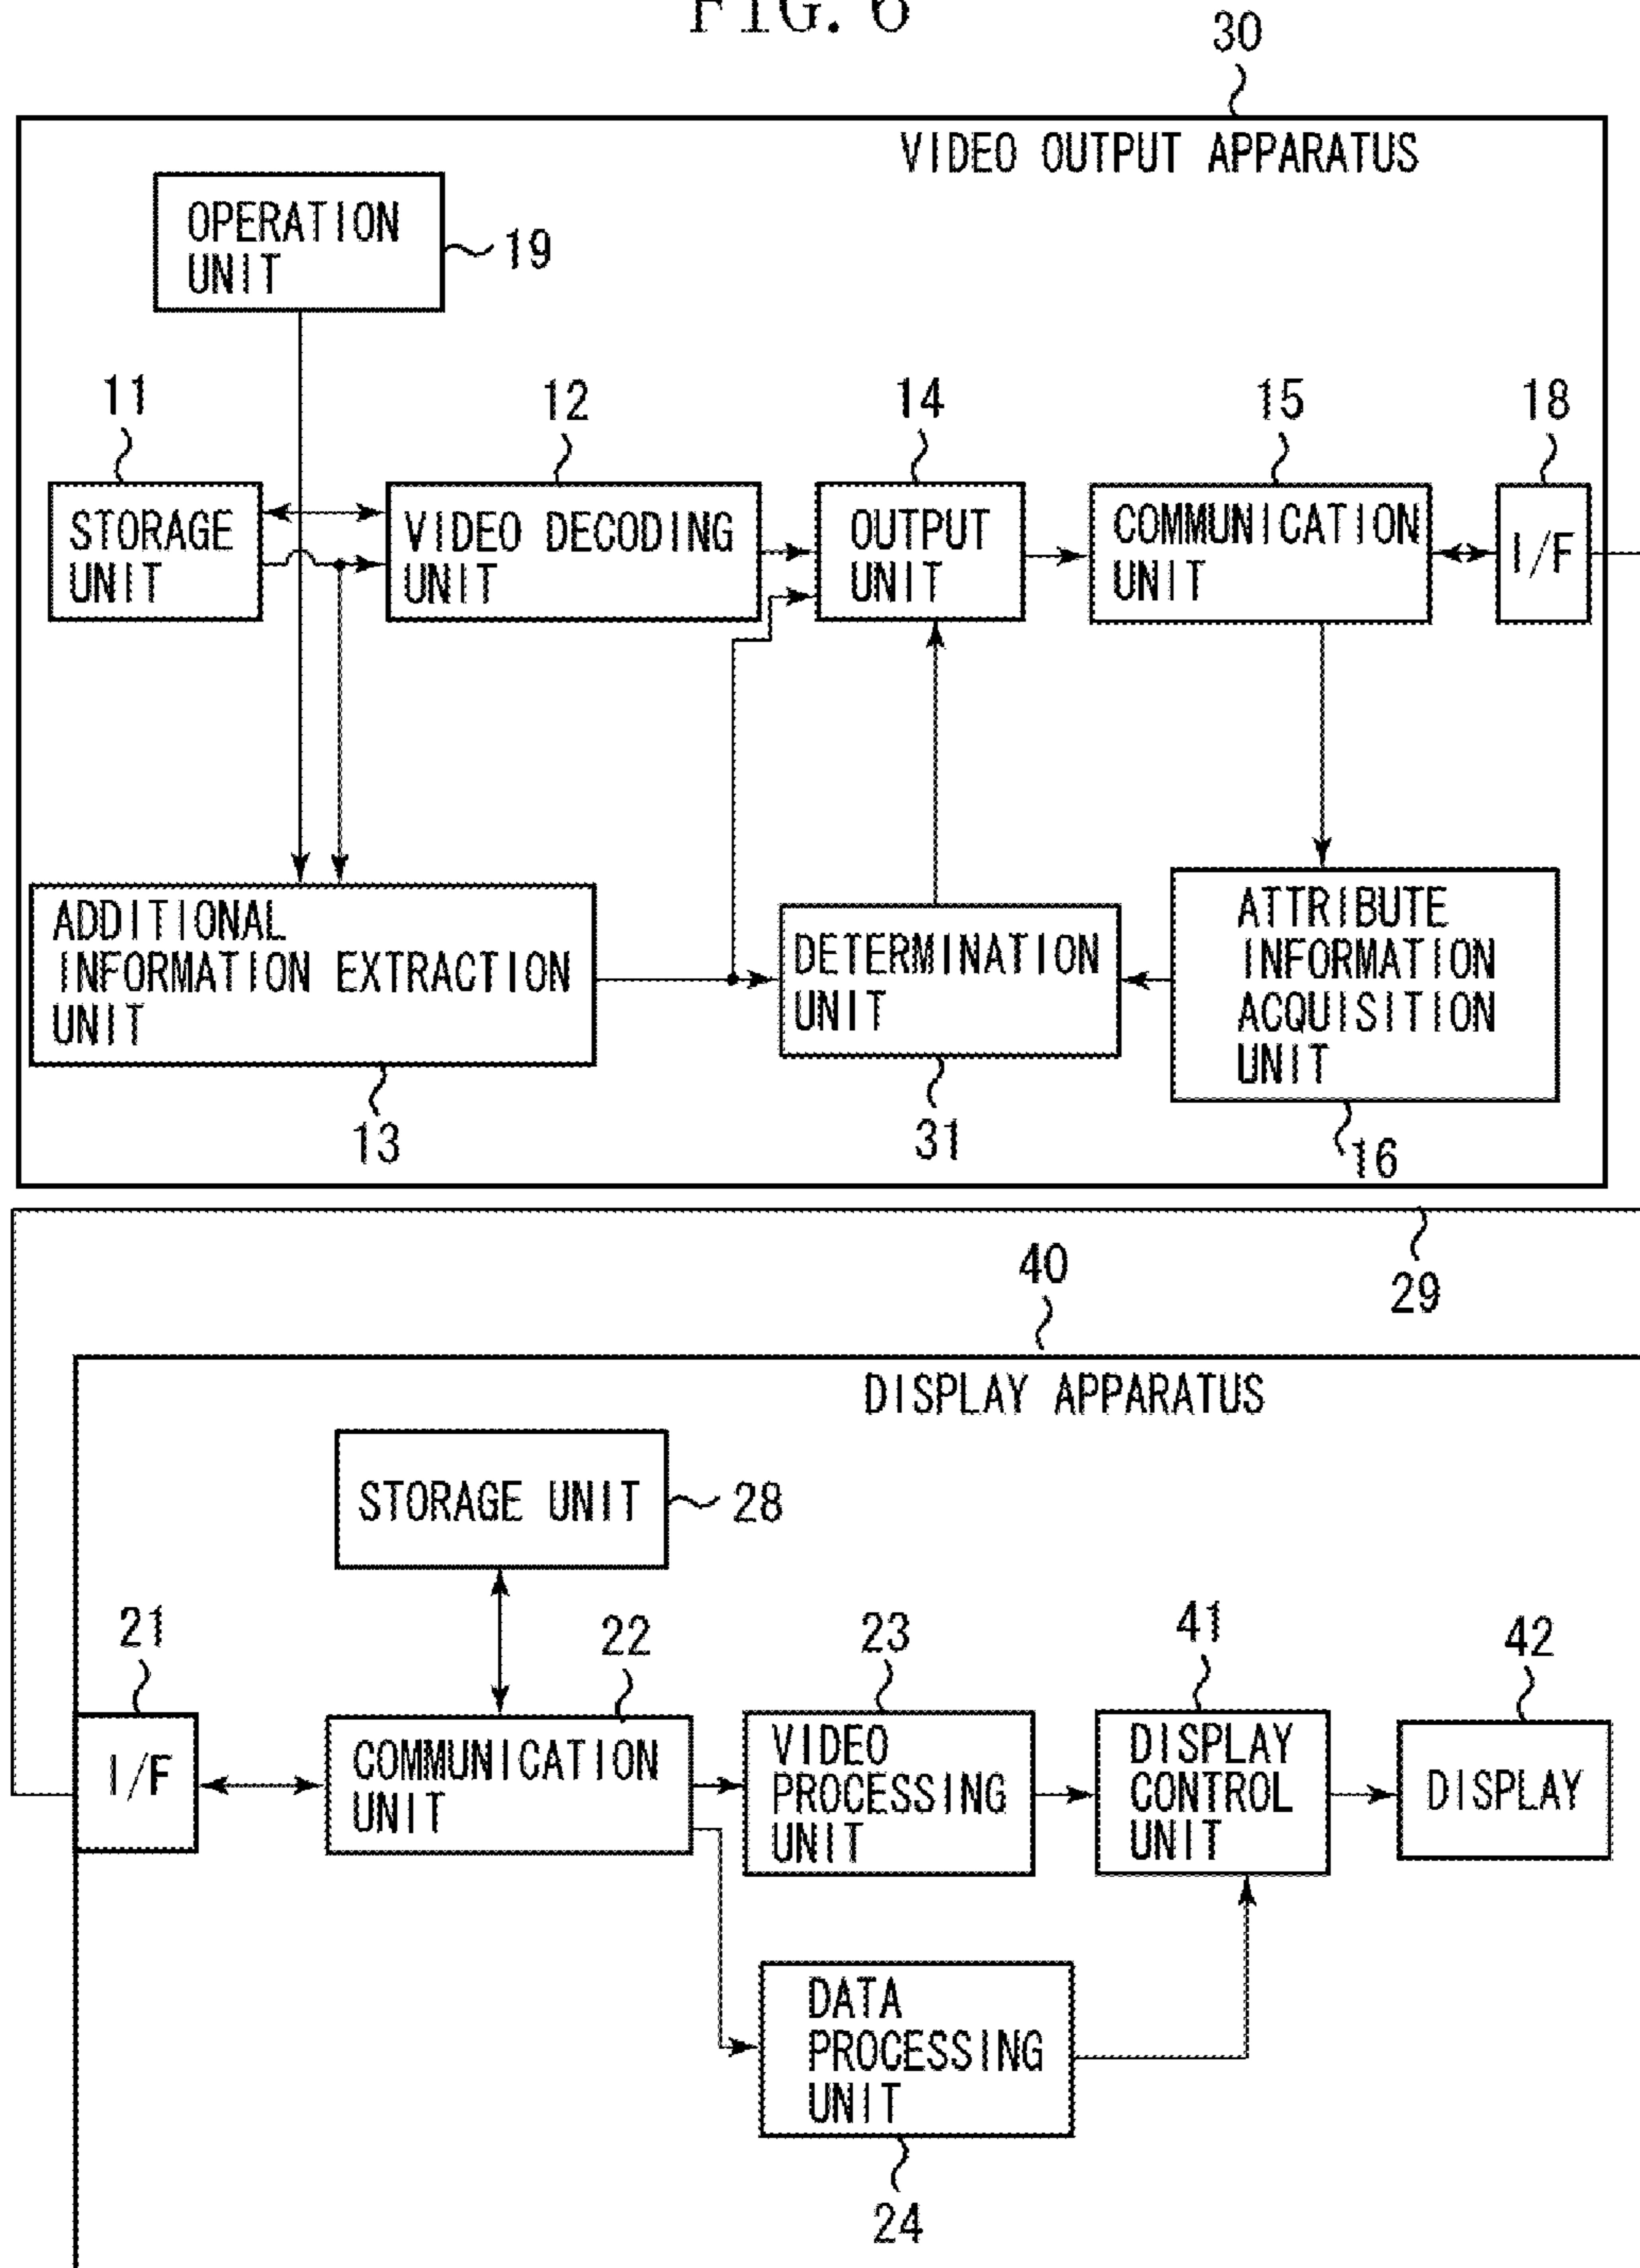 FIG. 6
30
VIDEO OUTPUT APPARATUS
OPERATION
UNIT
19
11
12
14
15
18
STORAGE
UNIT
VIDEO DECODING
UNIT
OUTPUT
UNIT
COMMUNICATION
UNIT
I/F
ADDITIONAL
INFORMATION EXTRACTION
UNIT
DETERMINATION
UNIT
ATTRIBUTE
INFORMATION
ACQUISITION
UNIT
13
31
16
29
40
DISPLAY APPARATUS
STORAGE UNIT
28
21
22
23
41
42
I/F
COMMUNICATION
UNIT
VIDEO
PROCESSING
UNIT
DISPLAY
CONTROL
UNIT
DISPLAY
DATA
PROCESSING
UNIT
24